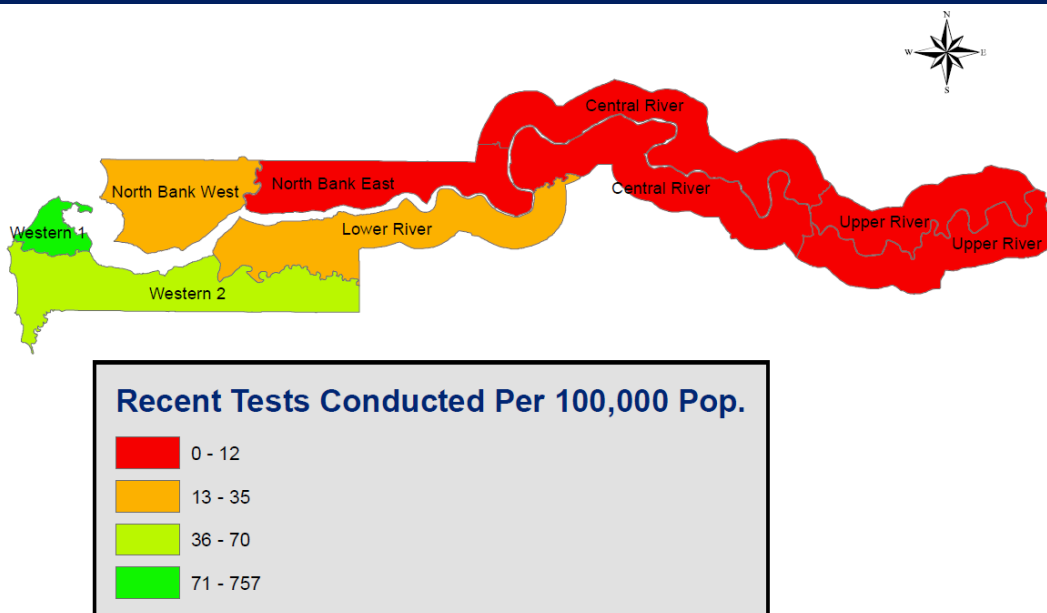 N
W
E
S
Central River
North Bank West
North Bank East
Central River
Western 1
Lower River
Upper River
Upper River
Western 2
Recent Tests Conducted Per 100,000 Pop.
0 - 12
13 - 35
36 - 70
71 - 757